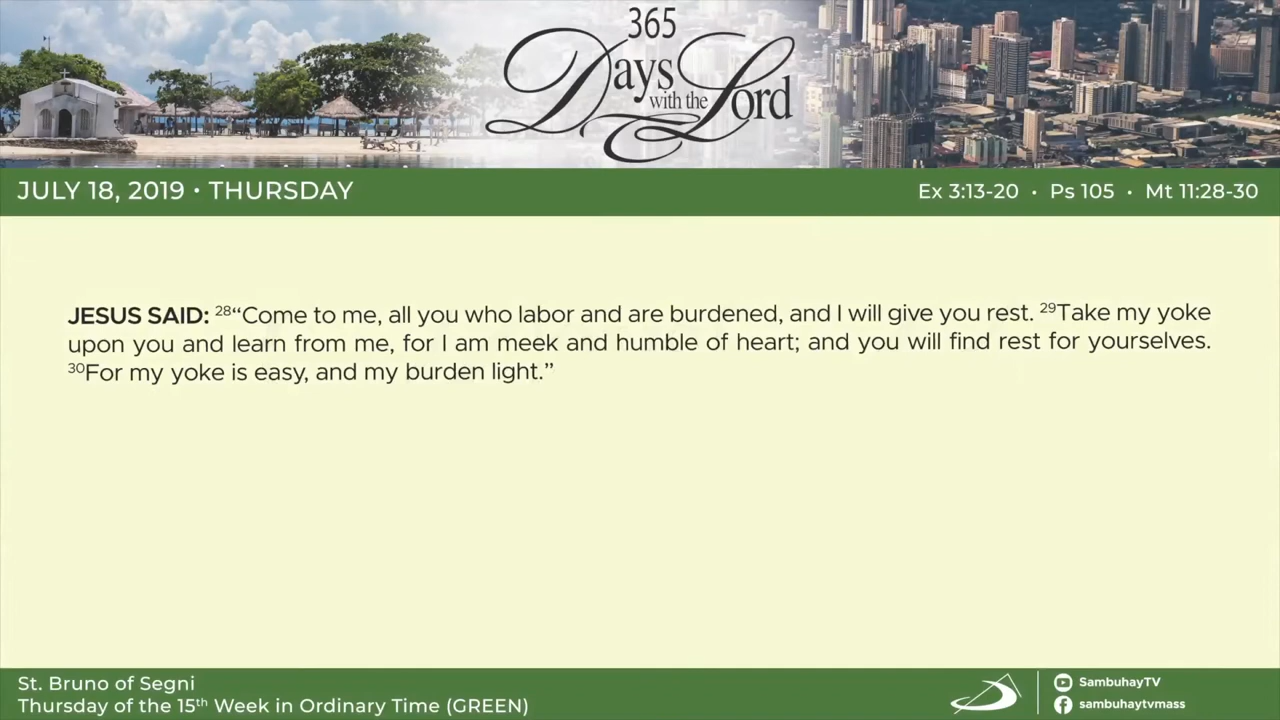 365
Days with the Lord
JULY 18, 2019 • THURSDAY
Ex 3:13-20 • Ps 105 • Mt 11:28-30
JESUS SAID: ²⁸“Come to me, all you who labor and are burdened, and I will give you rest. ²⁹Take my yoke
upon you and learn from me, for I am meek and humble of heart; and you will find rest for yourselves.
³⁰For my yoke is easy, and my burden light.”
St. Bruno of Segni
Thursday of the 15ᵗʰ Week in Ordinary Time (GREEN)
SambuhayTV
sambuhaytvmass